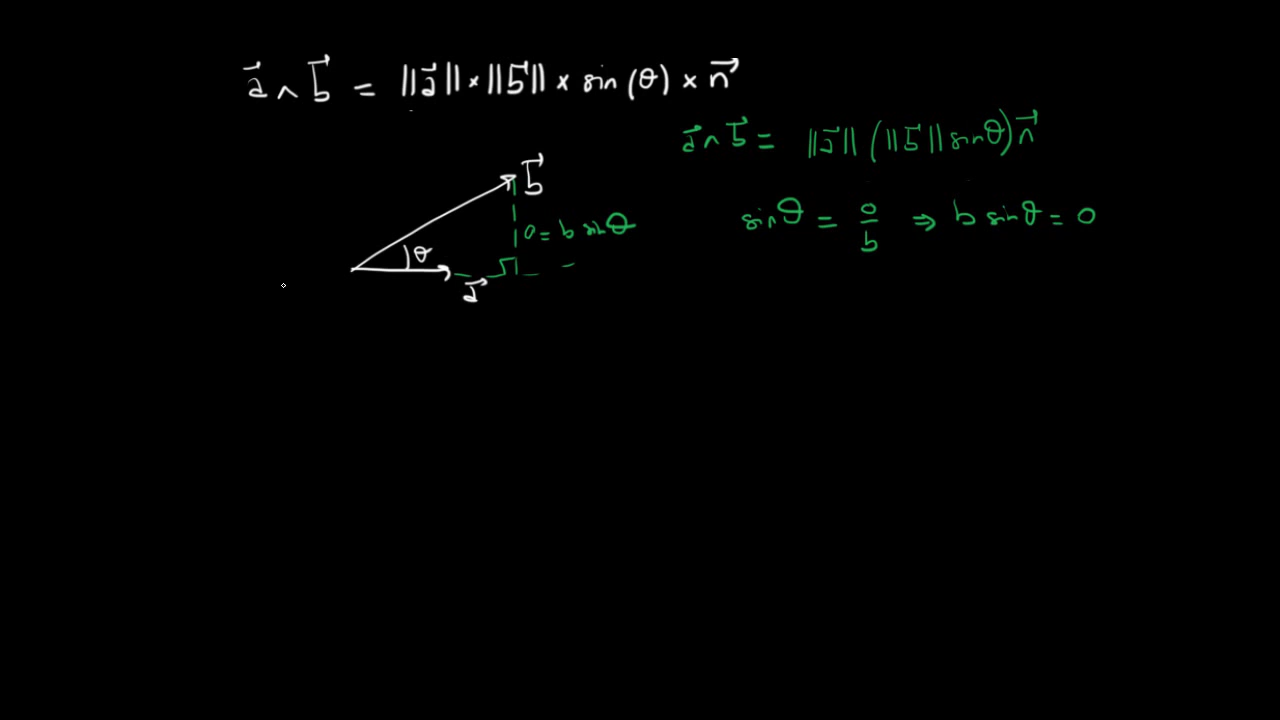 a⃗ ∧ b⃗ = ||a⃗|| × ||b⃗|| × sin (θ) × n⃗
a⃗ ∧ b⃗ = ||a⃗|| (||b⃗|| sinθ) n⃗
b⃗
sinθ = o/b ⇒ b sinθ = o
o = b sinθ
θ
a⃗